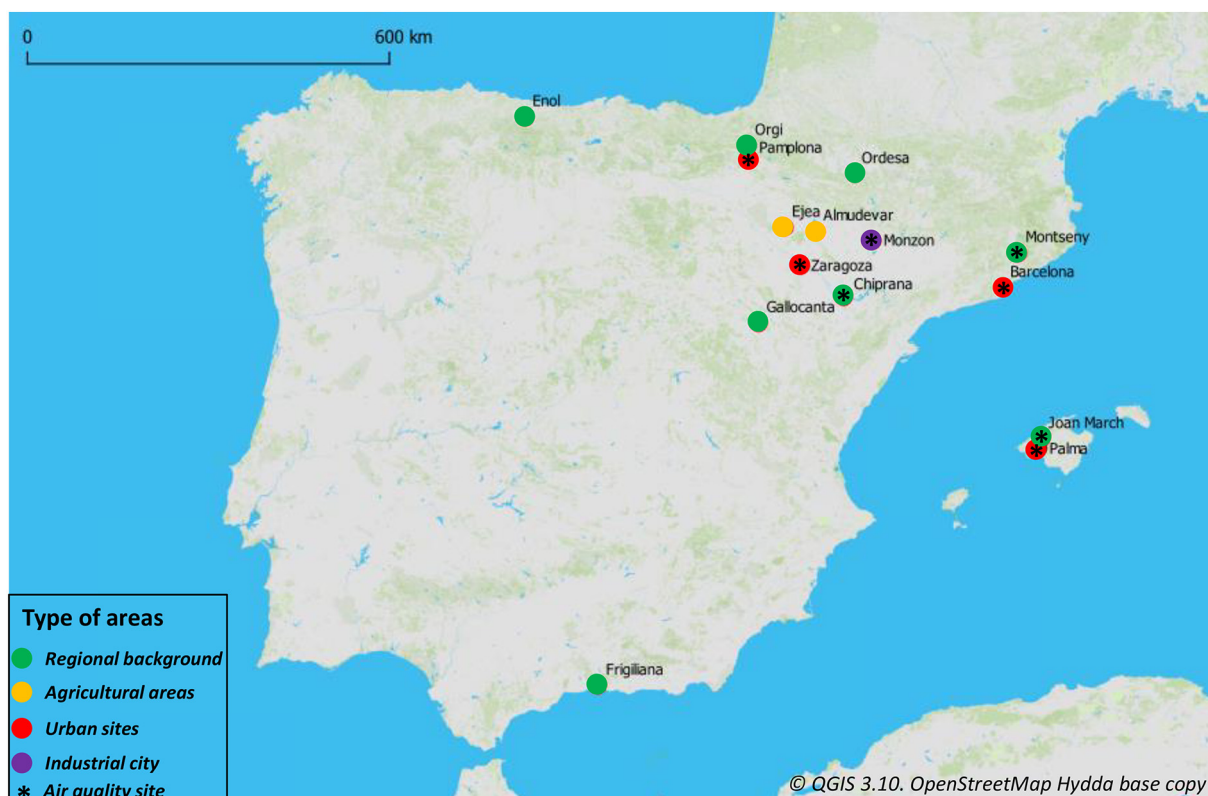 0
600 km
Enol
Orgi
Pamplona
Ordesa
Ejea
Almudevar
Monzon
Montseny
Zaragoza
Barcelona
Chiprana
Gallocanta
Joan March
Palma
Frigiliana
Type of areas
Regional background
Agricultural areas
Urban sites
Industrial city
* Air quality site
© QGIS 3.10. OpenStreetMap Hydda base copy